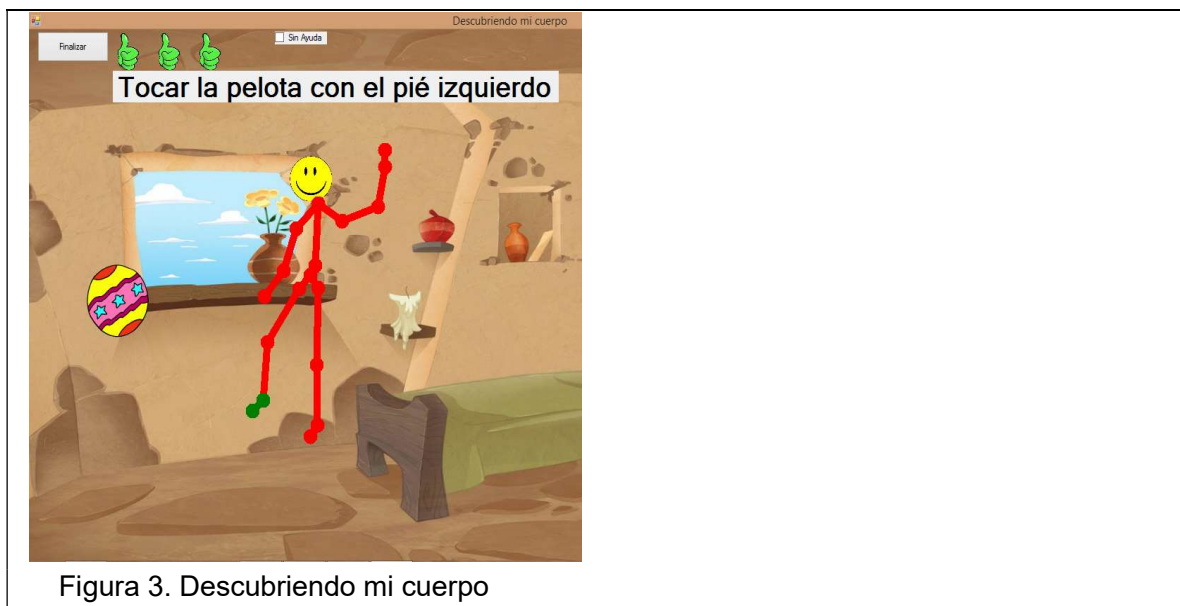 Descubriendo mi cuerpo
Finalizar
Sin Ayuda
Tocar la pelota con el pié izquierdo
Figura 3. Descubriendo mi cuerpo